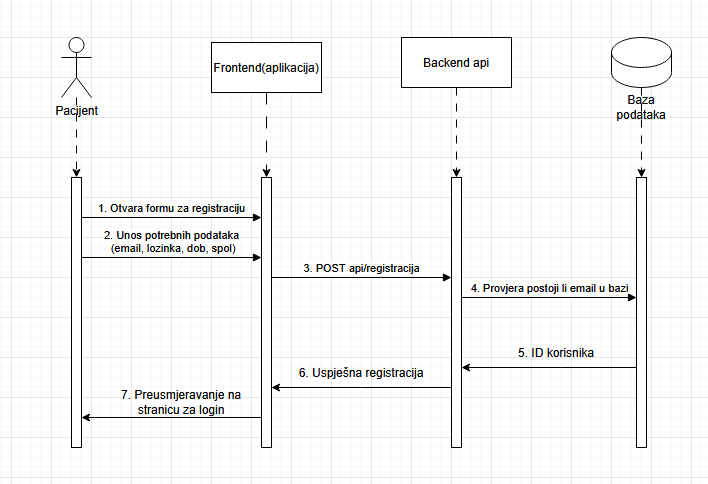 Pacijent
Frontend(aplikacija)
Backend api
Baza
podataka
1. Otvara formu za registraciju
2. Unos potrebnih podataka
(email, lozinka, dob, spol)
3. POST api/registracija
4. Provjera postoji li email u bazi
5. ID korisnika
6. Uspješna registracija
7. Preusmjeravanje na
stranicu za login